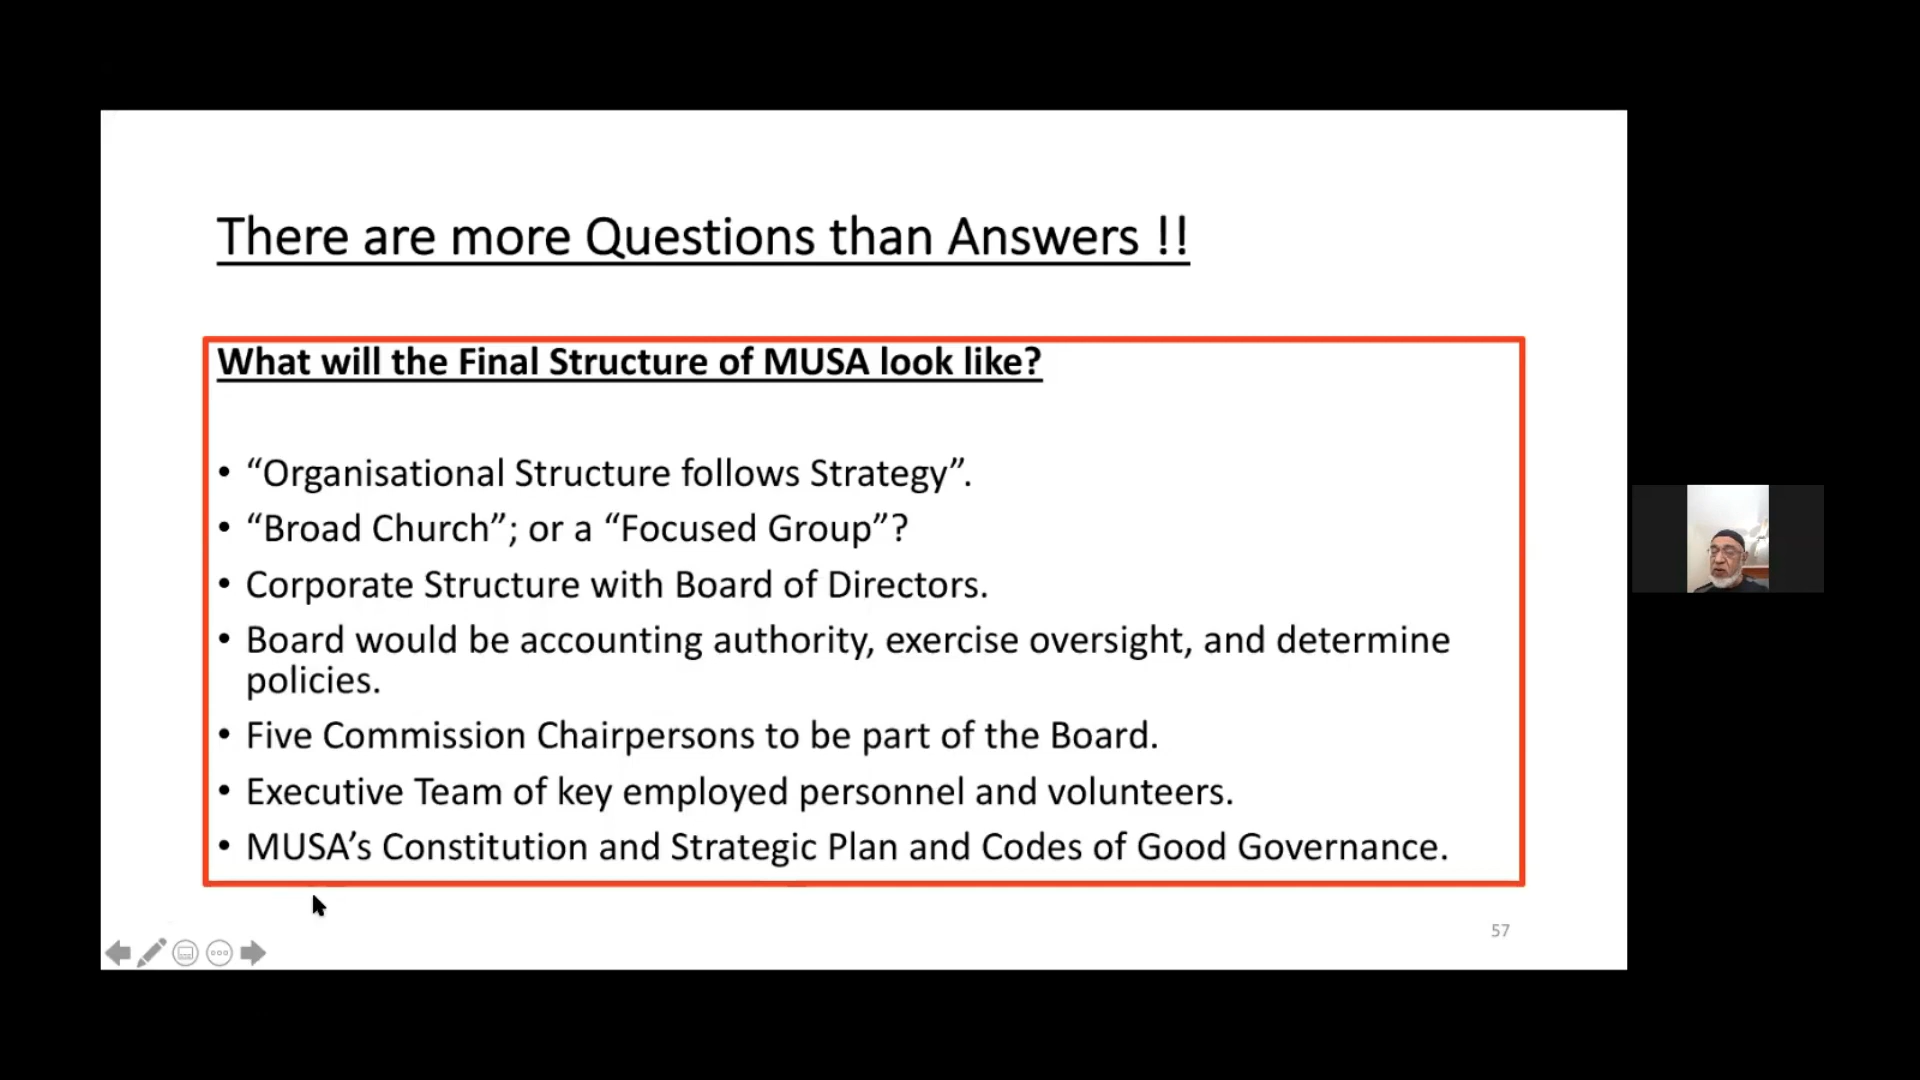 There are more Questions than Answers !!
What will the Final Structure of MUSA look like?
• “Organisational Structure follows Strategy”.
• “Broad Church”; or a “Focused Group”?
• Corporate Structure with Board of Directors.
• Board would be accounting authority, exercise oversight, and determine
policies.
• Five Commission Chairpersons to be part of the Board.
• Executive Team of key employed personnel and volunteers.
• MUSA’s Constitution and Strategic Plan and Codes of Good Governance.
57